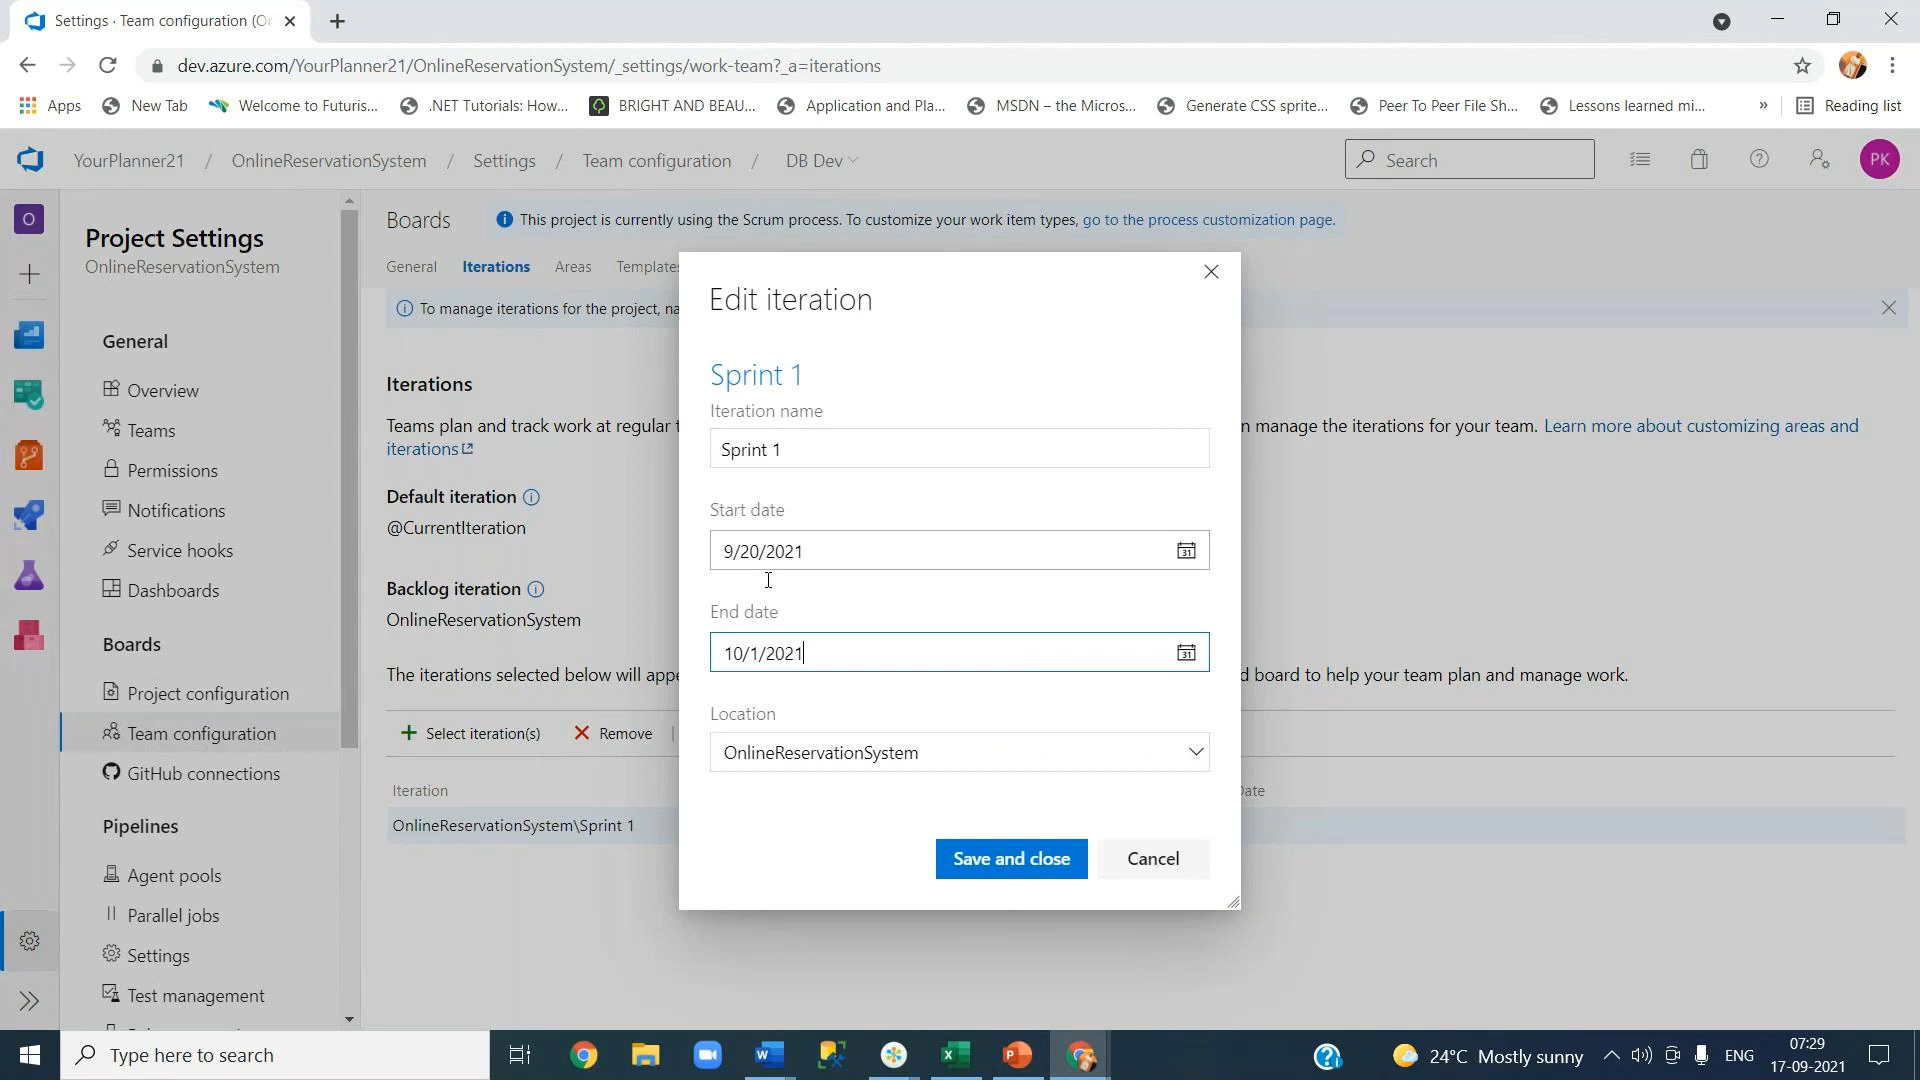 Settings · Team configuration (Or
dev.azure.com/YourPlanner21/OnlineReservationSystem/_settings/work-team?_a=iterations
Apps New Tab Welcome to Futuris... .NET Tutorials: How... BRIGHT AND BEAU... Application and Pla... MSDN – the Micros... Generate CSS sprite... Peer To Peer File Sh... Lessons learned mi... » Reading list
YourPlanner21 / OnlineReservationSystem / Settings / Team configuration / DB Dev Search PK
O
Project Settings
OnlineReservationSystem
General
Overview
Teams
Permissions
Notifications
Service hooks
Dashboards
Boards
Project configuration
Team configuration
GitHub connections
Pipelines
Agent pools
Parallel jobs
Settings
Test management
Boards This project is currently using the Scrum process. To customize your work item types, go to the process customization page.
General Iterations Areas Templates
To manage iterations for the project, na
Iterations
Teams plan and track work at regular t n manage the iterations for your team. Learn more about customizing areas and
iterations
Default iteration
@CurrentIteration
Backlog iteration
OnlineReservationSystem
The iterations selected below will appe d board to help your team plan and manage work.
Select iteration(s) Remove
Iteration Date
OnlineReservationSystem\Sprint 1
Edit iteration
Sprint 1
Iteration name
Sprint 1
Start date
9/20/2021
31
End date
10/1/2021
31
Location
OnlineReservationSystem
Save and close Cancel
Type here to search
24°C Mostly sunny ENG
07:29
17-09-2021